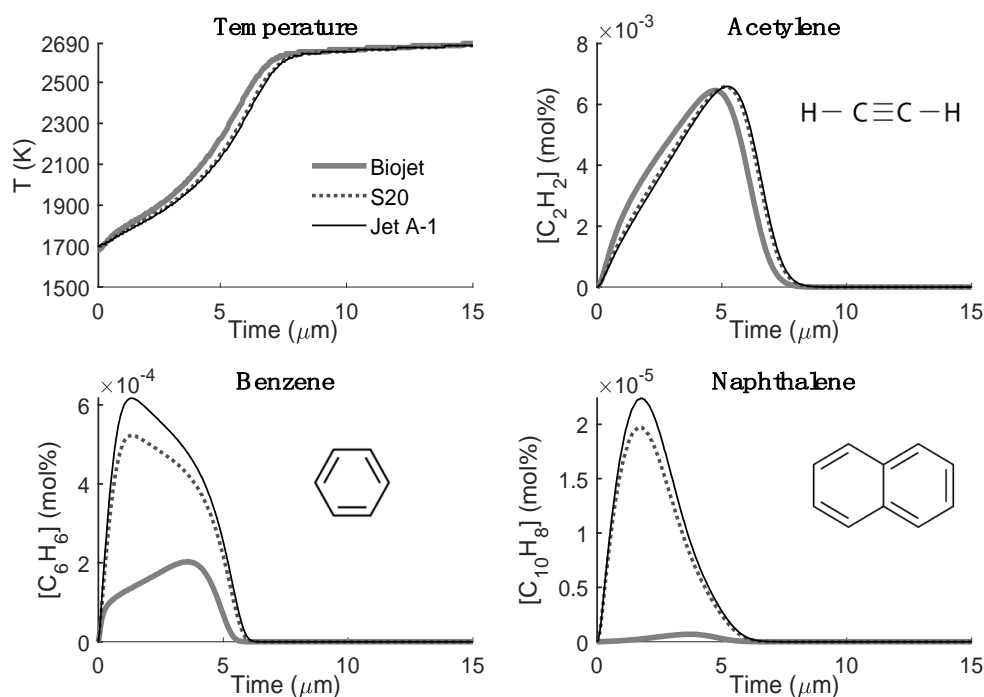 Temperature
2690
2500
2300
2100
1900
1700
1500
T (K)
Biojet
S20
Jet A-1
0 5 10 15
Time (μm)
Acetylene
×10⁻³
8
6
4
2
0
[C₂H₂] (mol%)
H — C≡C — H
0 5 10 15
Time (μm)
Benzene
×10⁻⁴
6
4
2
0
[C₆H₆] (mol%)
0 5 10 15
Time (μm)
Naphthalene
×10⁻⁵
2
1.5
1
0.5
0
[C₁₀H₈] (mol%)
0 5 10 15
Time (μm)